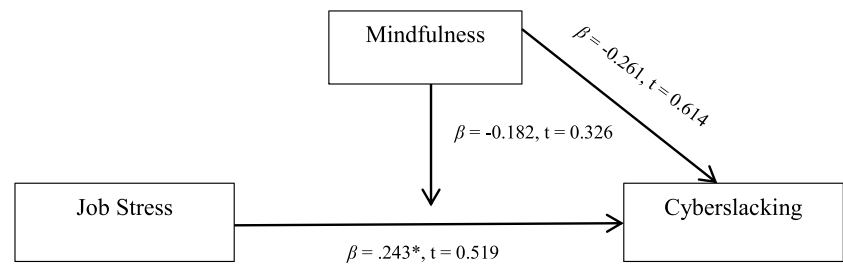 Mindfulness
β = -0.261, t = 0.614
β = -0.182, t = 0.326
Job Stress
Cyberslacking
β = .243*, t = 0.519